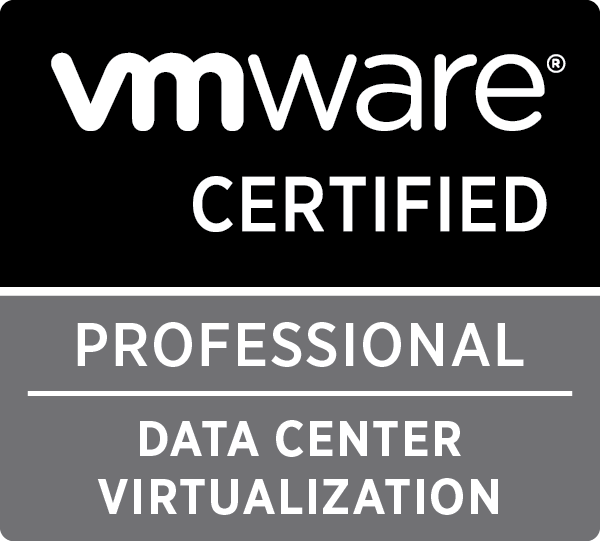 vmware®
CERTIFIED
PROFESSIONAL
DATA CENTER
VIRTUALIZATION